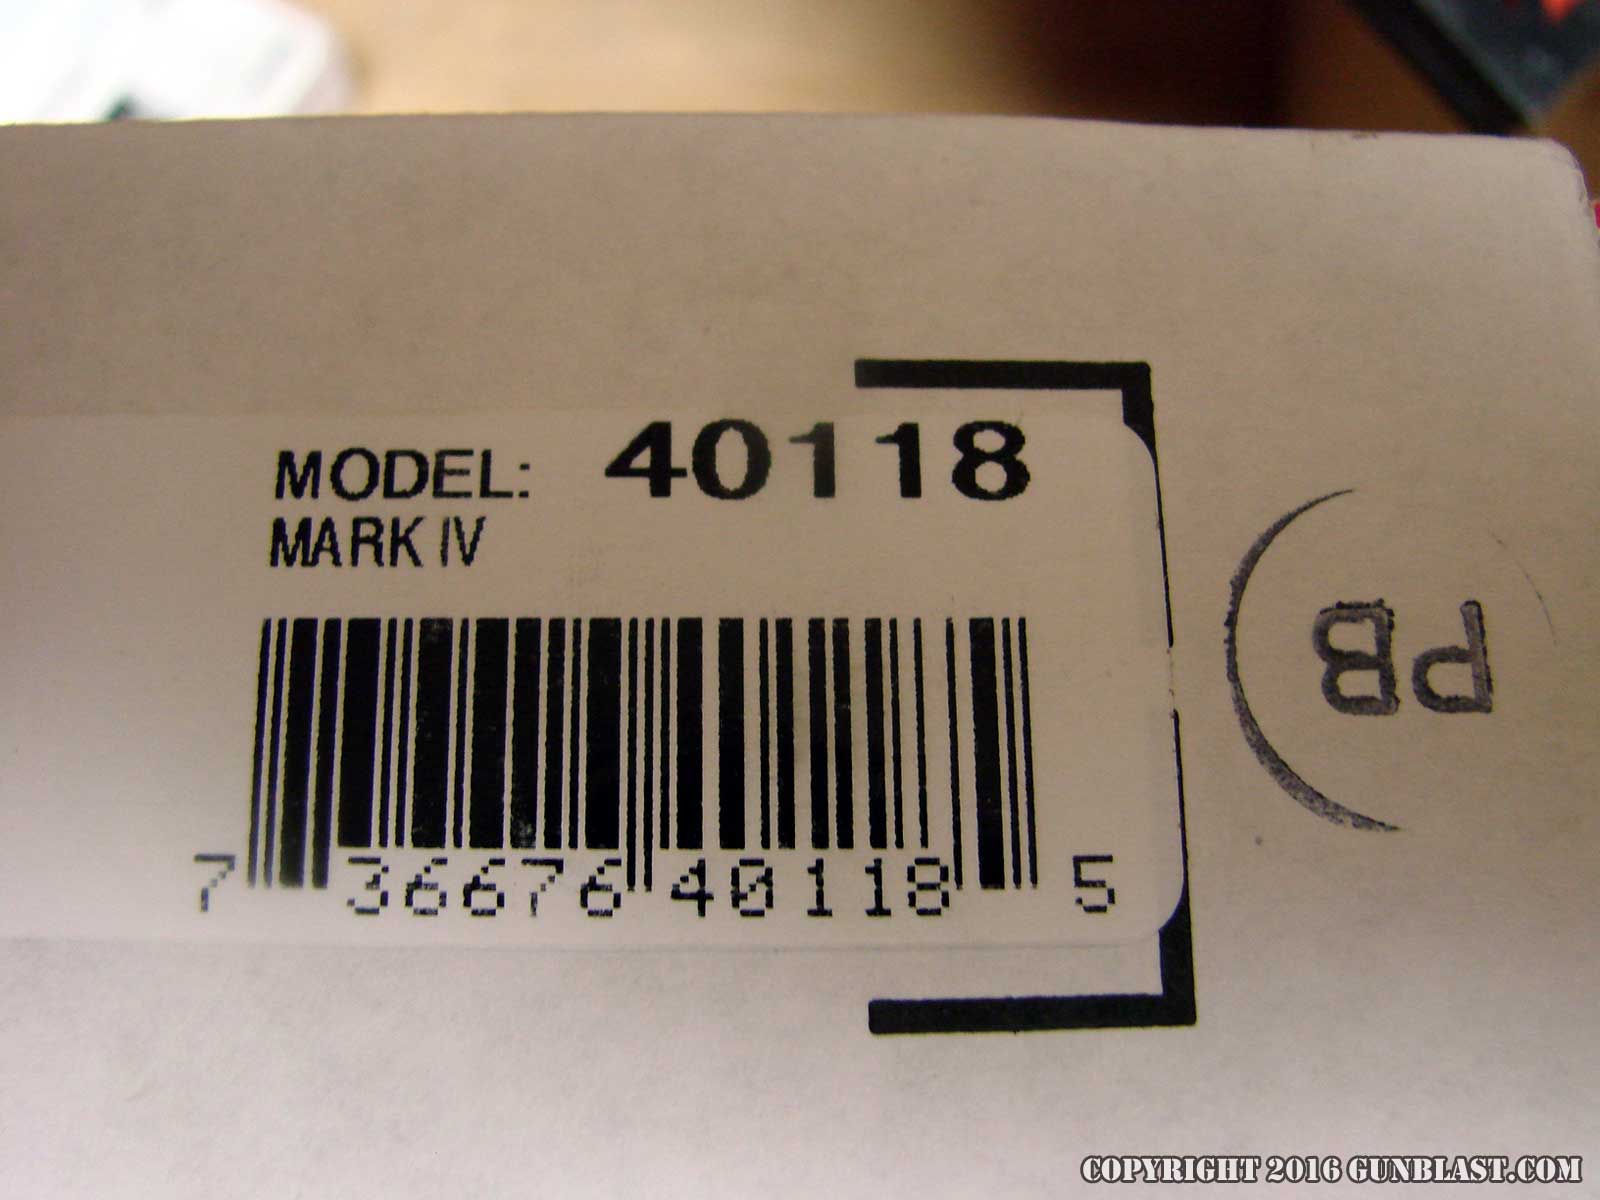 MODEL: 40118
MARK IV
7 36676 40118 5
PB
COPYRIGHT 2016 GUNBLAST.COM